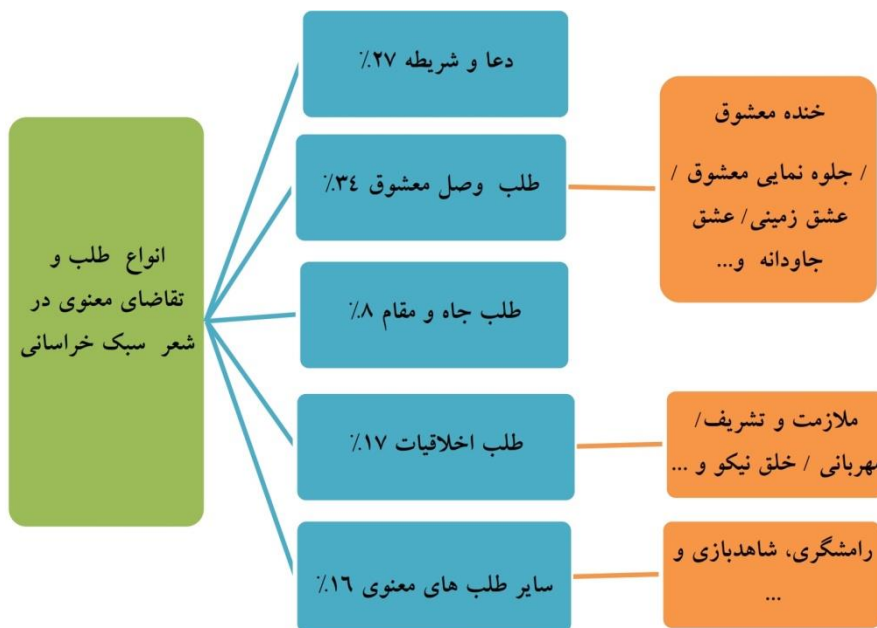 انواع طلب و
تقاضای معنوی در
شعر سبک خراسانی
دعا و شریطه ۲۷٪
طلب وصل معشوق ۳٤٪
خنده معشوق
/ جلوه نمایی معشوق /
عشق زمینی/ عشق
جاودانه و...
طلب جاه و مقام ۸٪
طلب اخلاقیات ۱۷٪
ملازمت و تشریف/
مهربانی / خلق نیکو و ...
سایر طلب های معنوی ۱٦٪
رامشگری، شاهدبازی و
...